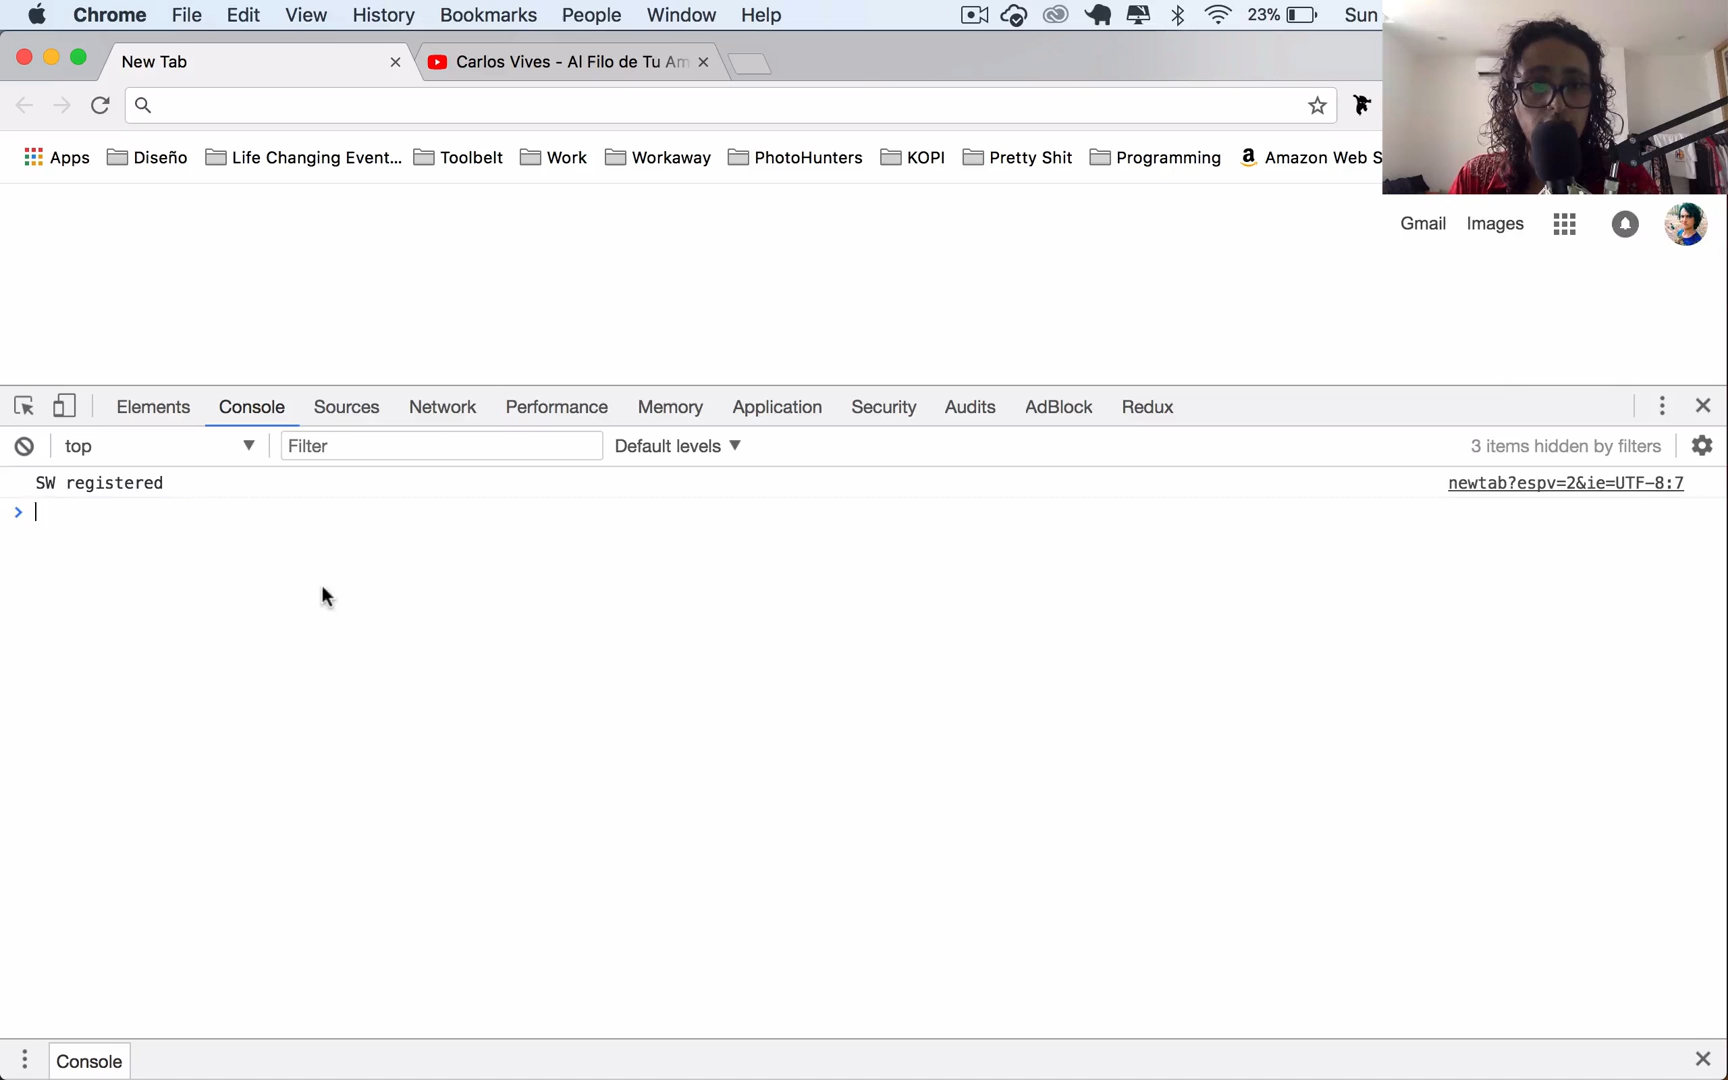 Chrome File Edit View History Bookmarks People Window Help 23% Sun
New Tab Carlos Vives - Al Filo de Tu Am
Apps Diseño Life Changing Event... Toolbelt Work Workaway PhotoHunters KOPI Pretty Shit Programming Amazon Web S
Gmail Images
Elements Console Sources Network Performance Memory Application Security Audits AdBlock Redux
top Filter Default levels 3 items hidden by filters
SW registered newtab?espv=2&ie=UTF-8:7
>
Console